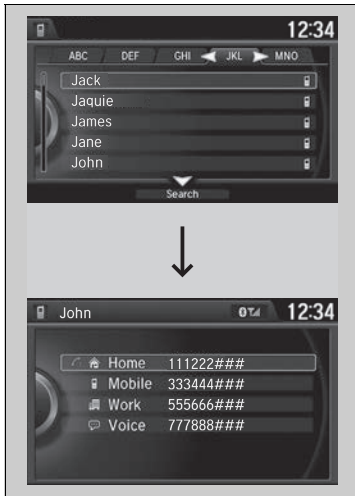 12:34
ABC DEF GHI JKL MNO
Jack
Jaquie
James
Jane
John
Search
John 12:34
Home 111222###
Mobile 333444###
Work 555666###
Voice 777888###